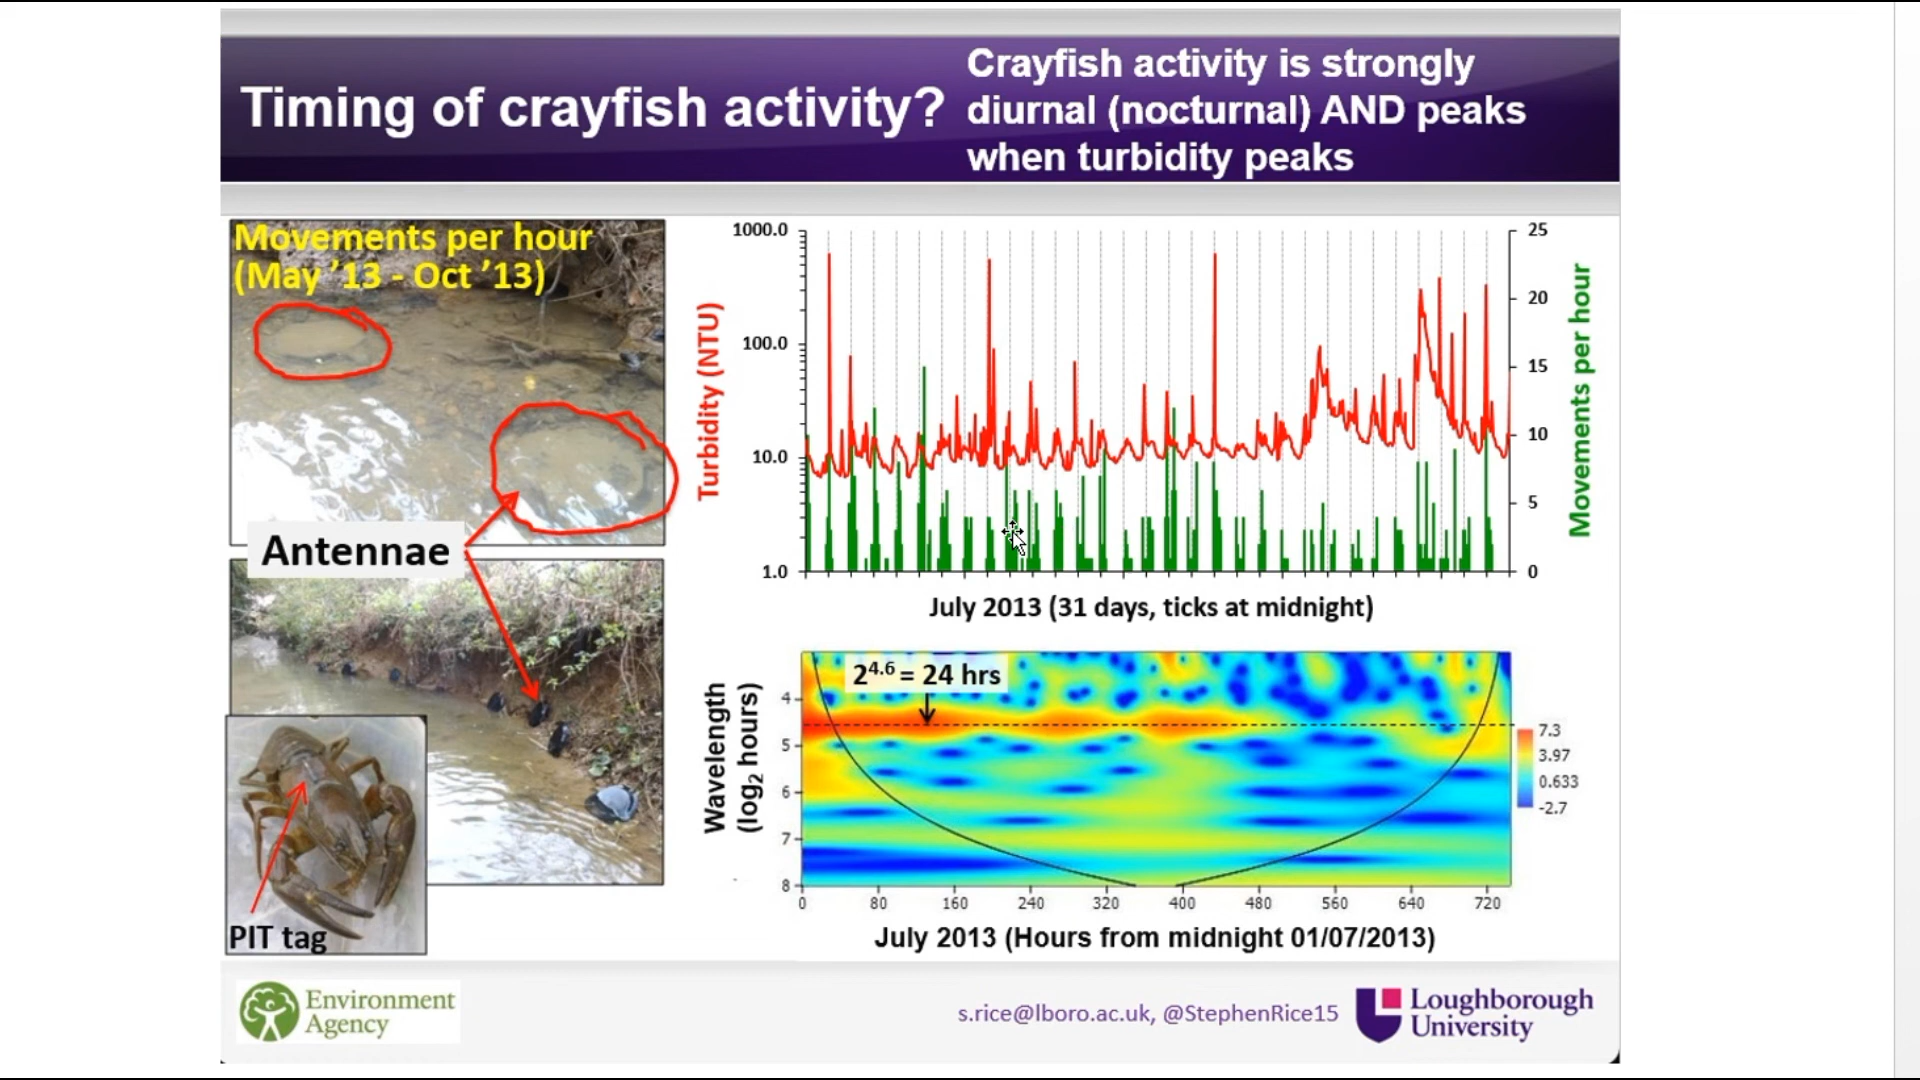 Timing of crayfish activity?
Crayfish activity is strongly
diurnal (nocturnal) AND peaks
when turbidity peaks
Movements per hour
(May ’13 - Oct ’13)
Antennae
PIT tag
Turbidity (NTU)
1000.0
100.0
10.0
1.0
25
20
15
10
5
0
Movements per hour
July 2013 (31 days, ticks at midnight)
Wavelength
(log2 hours)
2^4.6 = 24 hrs
4
5
6
7
8
0 80 160 240 320 400 480 560 640 720
7.3
3.97
0.633
-2.7
July 2013 (Hours from midnight 01/07/2013)
Environment
Agency
s.rice@lboro.ac.uk, @StephenRice15
Loughborough
University